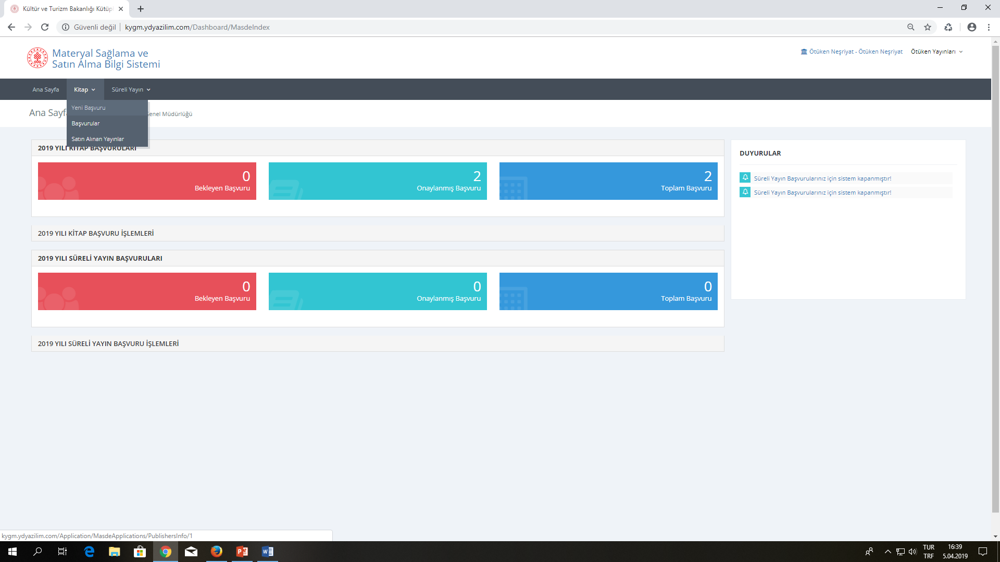 Kültür ve Turizm Bakanlığı Kütüp
Güvenli değil
kygm.ydyazilim.com/Dashboard/MasdeIndex
Materyal Sağlama ve
Satın Alma Bilgi Sistemi
Ötüken Neşriyat - Ötüken Neşriyat
Ötüken Yayınları
Ana Sayfa
Kitap
Süreli Yayın
Yeni Başvuru
Başvurular
Satın Alınan Yayınlar
Ana Sayf
Genel Müdürlüğü
2019 YILI KİTAP BAŞVURULARI
0
Bekleyen Başvuru
2
Onaylanmış Başvuru
2
Toplam Başvuru
2019 YILI KİTAP BAŞVURU İŞLEMLERİ
2019 YILI SÜRELİ YAYIN BAŞVURULARI
0
Bekleyen Başvuru
0
Onaylanmış Başvuru
0
Toplam Başvuru
2019 YILI SÜRELİ YAYIN BAŞVURU İŞLEMLERİ
DUYURULAR
Süreli Yayın Başvurularınız için sistem kapanmıştır!
Süreli Yayın Başvurularınız için sistem kapanmıştır!
kygm.ydyazilim.com/Application/MasdeApplications/PublishersInfo/1
TUR
TRF
16:39
5.04.2019